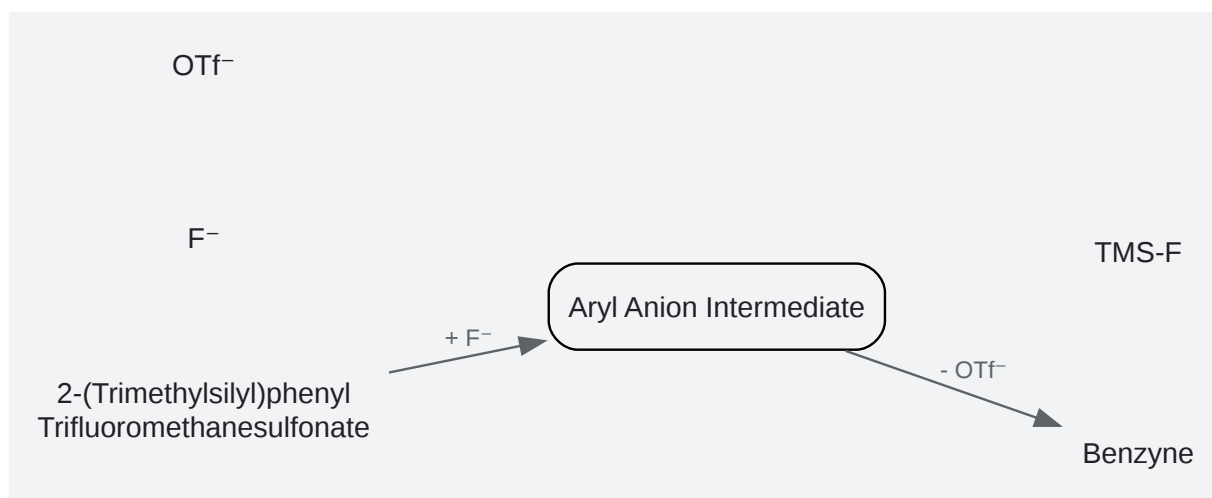 OTf⁻
F⁻
TMS-F
Aryl Anion Intermediate
+ F⁻
- OTf⁻
2-(Trimethylsilyl)phenyl
Trifluoromethanesulfonate
Benzyne